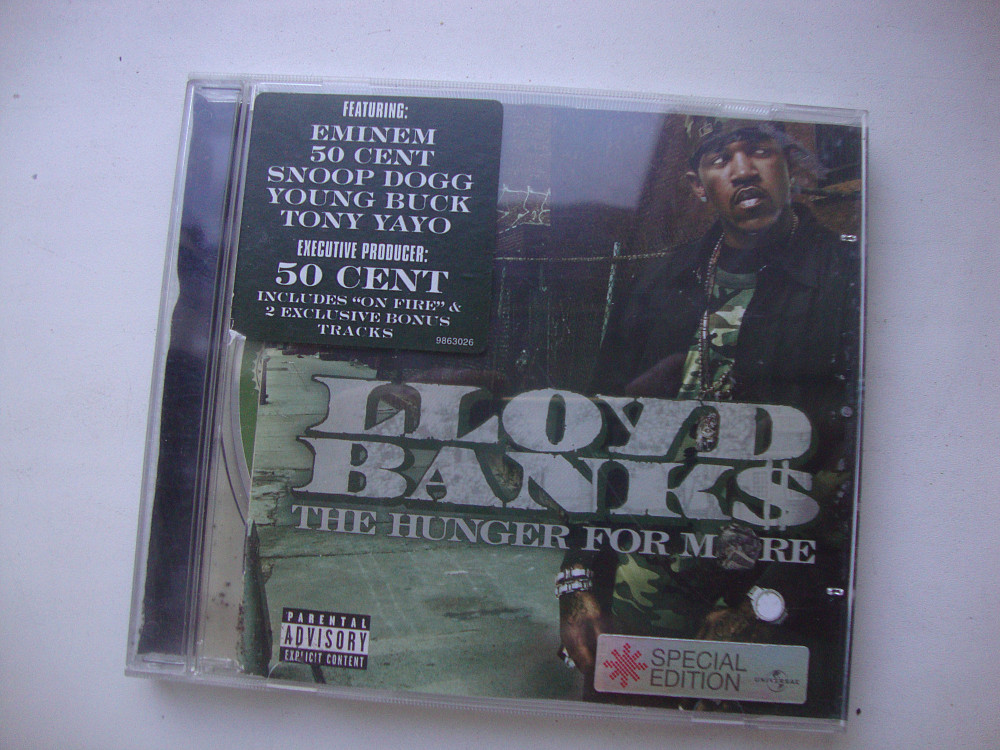 FEATURING:
EMINEM
50 CENT
SNOOP DOGG
YOUNG BUCK
TONY YAYO
EXECUTIVE PRODUCER:
50 CENT
INCLUDES “ON FIRE” &
2 EXCLUSIVE BONUS
TRACKS
9863026
LLOYD
BANK$
THE HUNGER FOR MORE
PARENTAL
ADVISORY
EXPLICIT CONTENT
SPECIAL
EDITION
UNIVERSAL